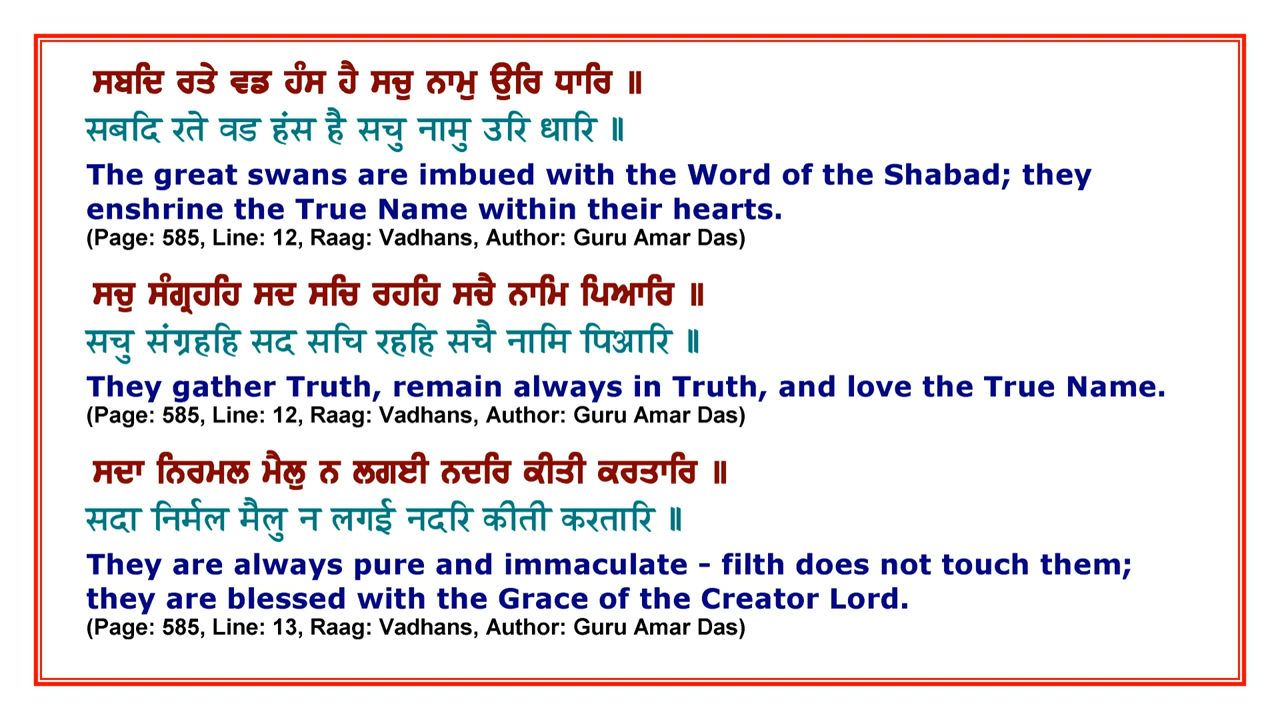 ਸਬਦਿ ਰਤੇ ਵਡ ਹੰਸ ਹੈ ਸਚੁ ਨਾਮੁ ਉਰਿ ਧਾਰਿ ॥
सबदि रते वड हंस है सचु नामु उरि धारि ॥
The great swans are imbued with the Word of the Shabad; they
enshrine the True Name within their hearts.
(Page: 585, Line: 12, Raag: Vadhans, Author: Guru Amar Das)
ਸਚੁ ਸੰਗ੍ਰਹਹਿ ਸਦ ਸਚਿ ਰਹਹਿ ਸਚੈ ਨਾਮਿ ਪਿਆਰਿ ॥
सचु संग्रहहि सद सचि रहहि सचै नामि पिआरि ॥
They gather Truth, remain always in Truth, and love the True Name.
(Page: 585, Line: 12, Raag: Vadhans, Author: Guru Amar Das)
ਸਦਾ ਨਿਰਮਲ ਮੈਲੁ ਨ ਲਗਈ ਨਦਰਿ ਕੀਤੀ ਕਰਤਾਰਿ ॥
सदा निर्मल मैलु न लगई नदरि कीती करतारि ॥
They are always pure and immaculate - filth does not touch them;
they are blessed with the Grace of the Creator Lord.
(Page: 585, Line: 13, Raag: Vadhans, Author: Guru Amar Das)